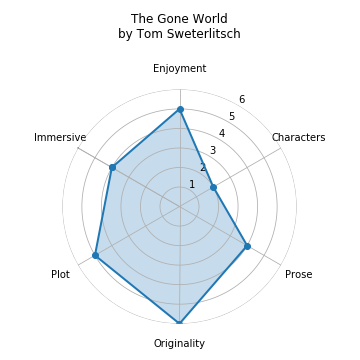 The Gone World
by Tom Sweterlitsch
Enjoyment
6
5
Immersive
4
Characters
3
2
1
Plot
Prose
Originality